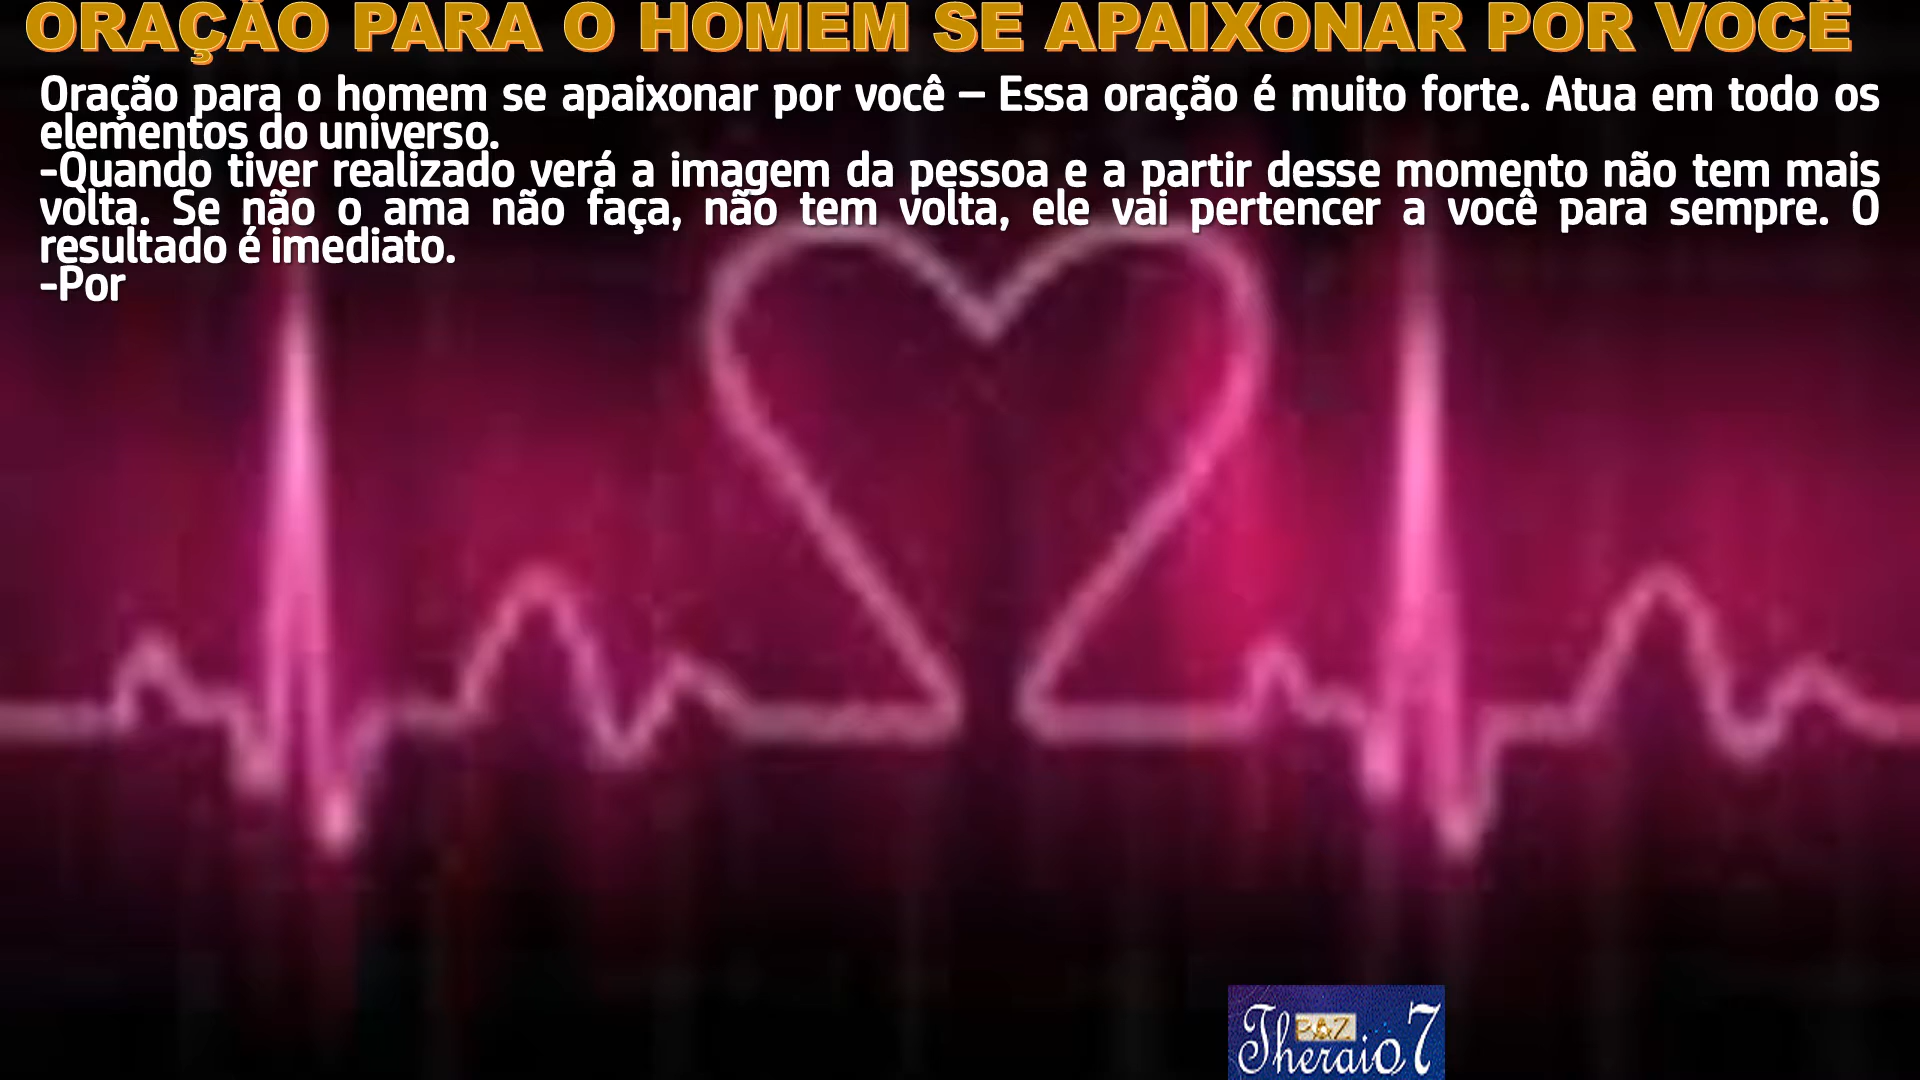 ORAÇÃO PARA O HOMEM SE APAIXONAR POR VOCÊ
Oração para o homem se apaixonar por você – Essa oração é muito forte. Atua em todo os
elementos do universo.
-Quando tiver realizado verá a imagem da pessoa e a partir desse momento não tem mais
volta. Se não o ama não faça, não tem volta, ele vai pertencer a você para sempre. O
resultado é imediato.
-Por
PAZ
Theraio7